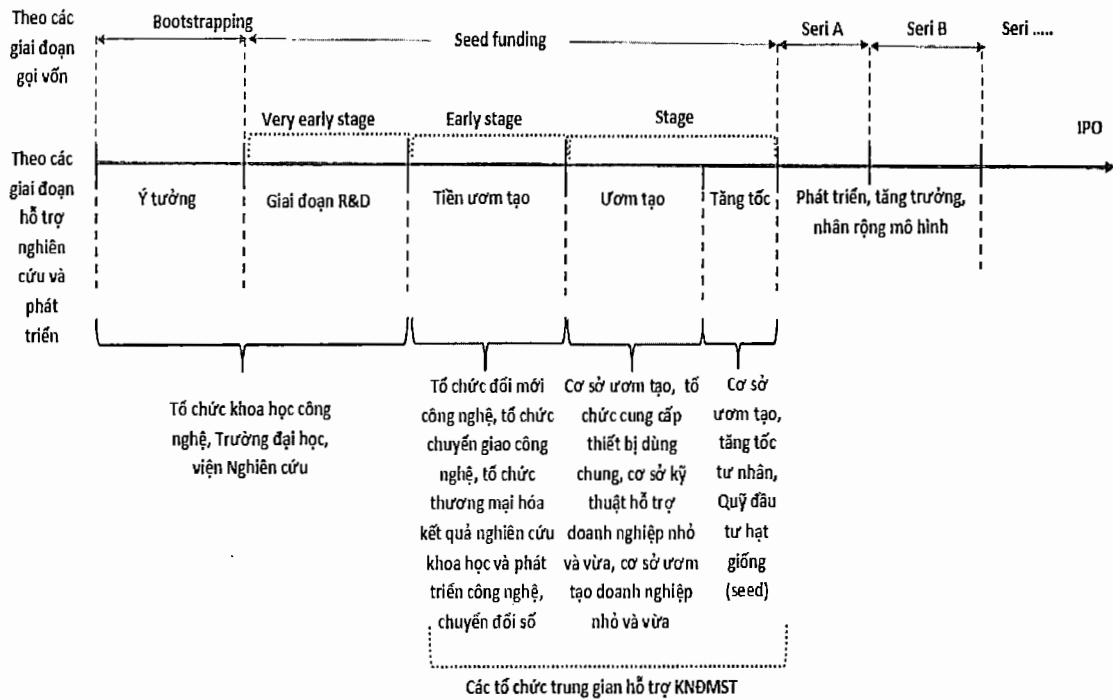 Theo các
giai đoạn
gọi vốn
Bootstrapping
Seed funding
Seri A
Seri B
Seri .....
Very early stage
Early stage
Stage
IPO
Theo các
giai đoạn
hỗ trợ
nghiên
cứu và
phát
triển
Ý tưởng
Giai đoạn R&D
Tiền ươm tạo
Ươm tạo
Tăng tốc
Phát triển, tăng trưởng,
nhân rộng mô hình
Tổ chức khoa học công
nghệ, Trường đại học,
viện Nghiên cứu
Tổ chức đổi mới
công nghệ, tổ chức
chuyển giao công
nghệ, tổ chức
thương mại hóa
kết quả nghiên cứu
khoa học và phát
triển công nghệ,
chuyển đổi số
Cơ sở ươm tạo, tổ
chức cung cấp
thiết bị dùng
chung, cơ sở kỹ
thuật hỗ trợ
doanh nghiệp nhỏ
và vừa, cơ sở ươm
tạo doanh nghiệp
nhỏ và vừa
Cơ sở
ươm tạo,
tăng tốc
tư nhân,
Quỹ đầu
tư hạt
giống
(seed)
Các tổ chức trung gian hỗ trợ KNĐMST